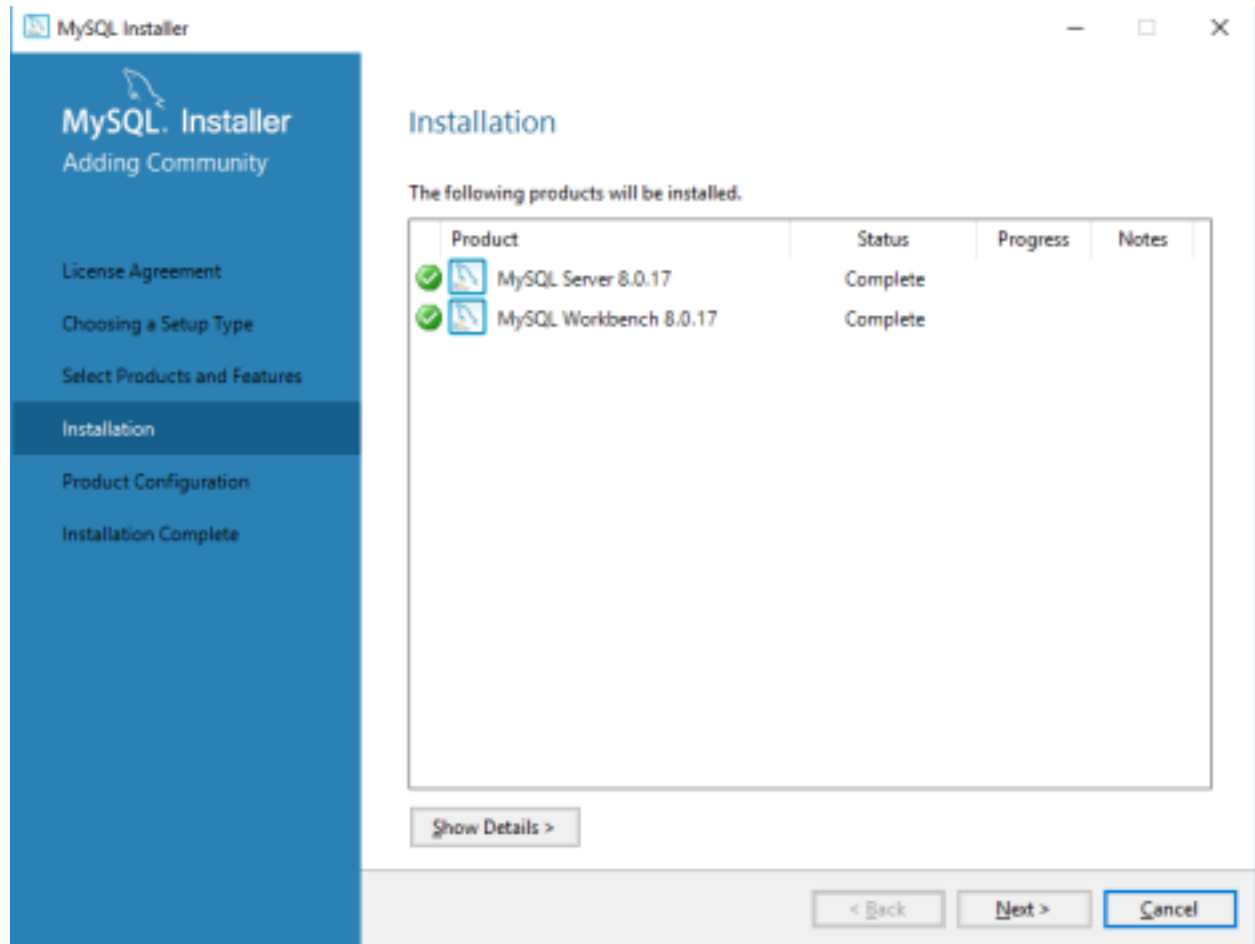 MySQL Installer
MySQL. Installer
Adding Community
License Agreement
Choosing a Setup Type
Select Products and Features
Installation
Product Configuration
Installation Complete
Installation
The following products will be installed.
Product Status Progress Notes
MySQL Server 8.0.17 Complete
MySQL Workbench 8.0.17 Complete
Show Details >
< Back Next > Cancel